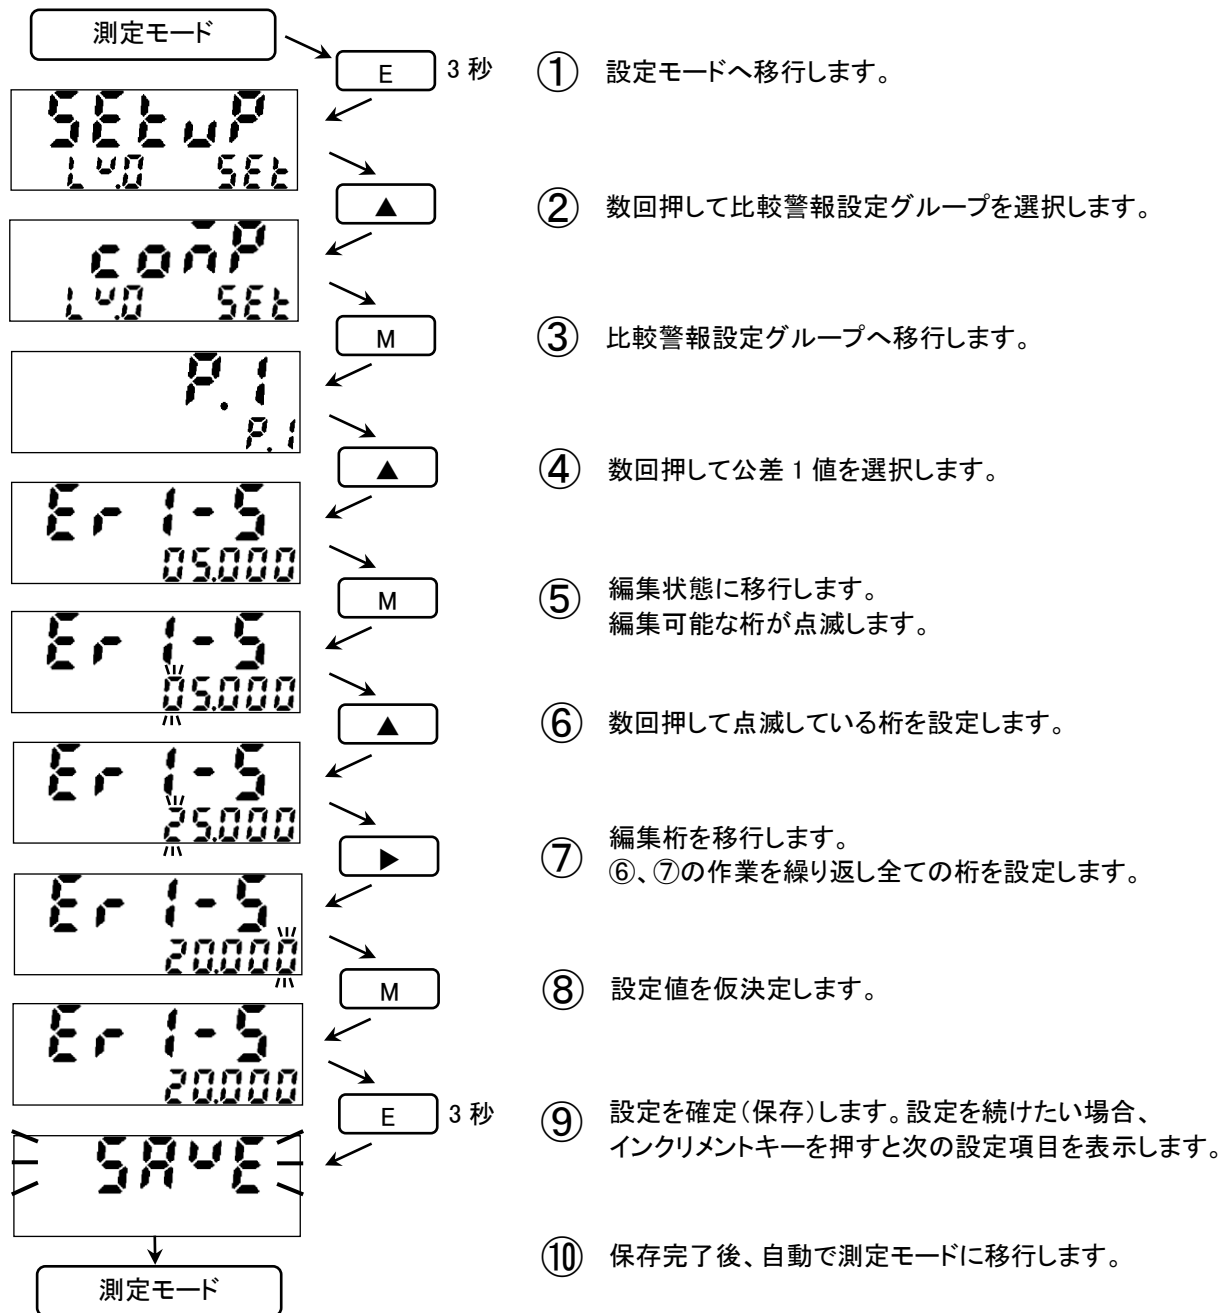 測定モード
E 3秒 ① 設定モードへ移行します。
SEtuP
Lv.0 SEt
▲ ② 数回押して比較警報設定グループを選択します。
comP
Lv.0 SEt
M ③ 比較警報設定グループへ移行します。
P. 1
P. 1
▲ ④ 数回押して公差1値を選択します。
Er 1-S
05.000
M ⑤ 編集状態に移行します。
編集可能な桁が点滅します。
Er 1-S
05.000
▲ ⑥ 数回押して点滅している桁を設定します。
Er 1-S
25.000
▶ ⑦ 編集桁を移行します。
⑥、⑦の作業を繰り返し全ての桁を設定します。
Er 1-S
20.000
M ⑧ 設定値を仮決定します。
Er 1-S
20.000
E 3秒 ⑨ 設定を確定(保存)します。設定を続けたい場合、
インクリメントキーを押すと次の設定項目を表示します。
SAvE
⑩ 保存完了後、自動で測定モードに移行します。
測定モード